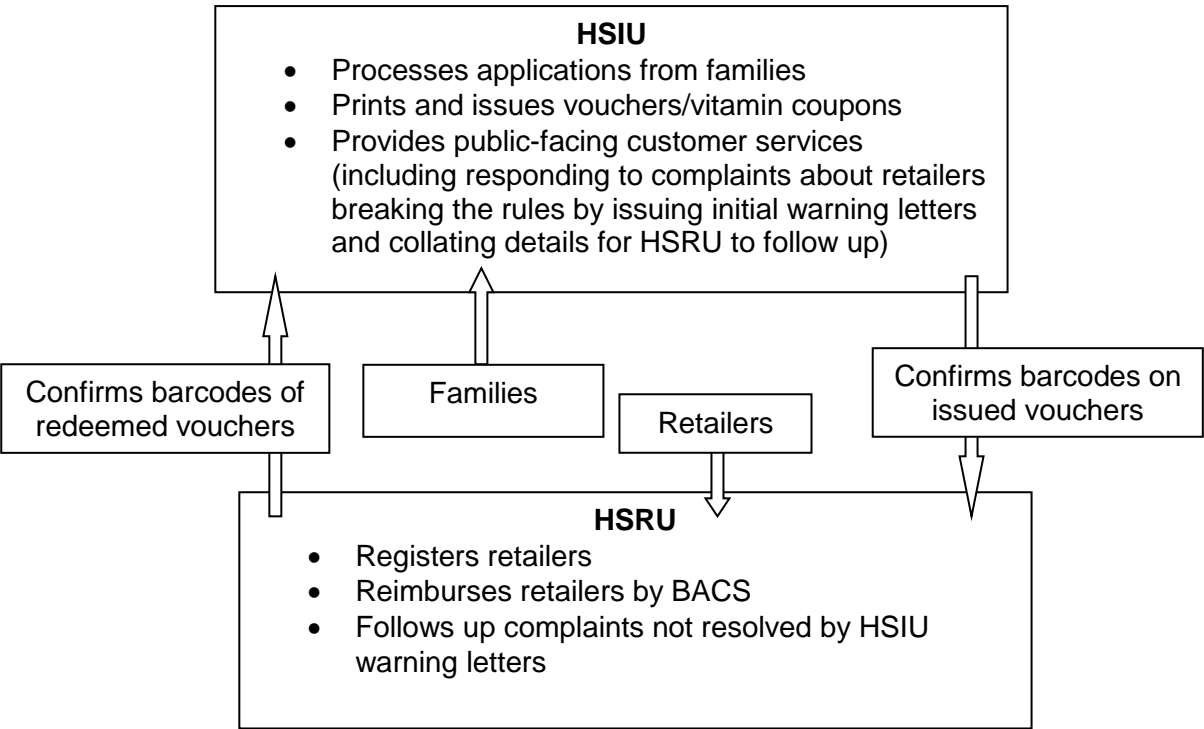 HSIU
• Processes applications from families
• Prints and issues vouchers/vitamin coupons
• Provides public-facing customer services
(including responding to complaints about retailers
breaking the rules by issuing initial warning letters
and collating details for HSRU to follow up)
Confirms barcodes of
redeemed vouchers
Families
Retailers
Confirms barcodes on
issued vouchers
HSRU
• Registers retailers
• Reimburses retailers by BACS
• Follows up complaints not resolved by HSIU
warning letters